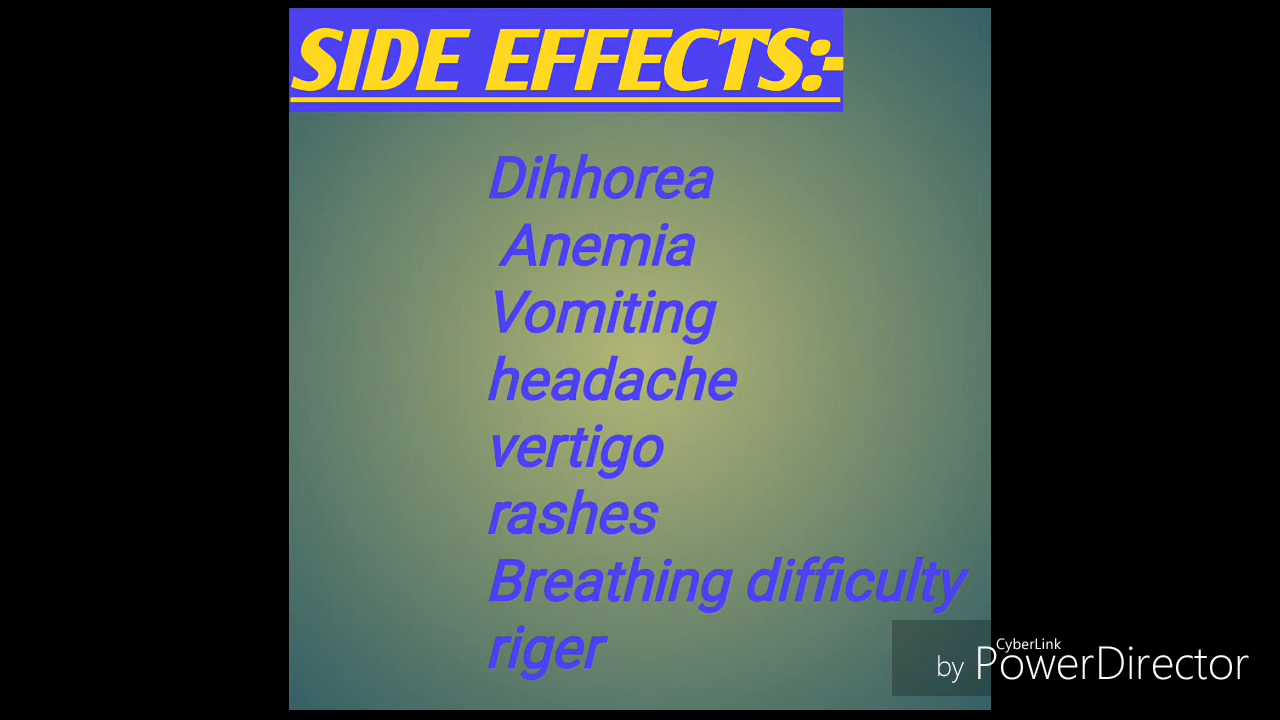 SIDE EFFECTS:-
Dihhorea
Anemia
Vomiting
headache
vertigo
rashes
Breathing difficulty
riger
CyberLink
by PowerDirector